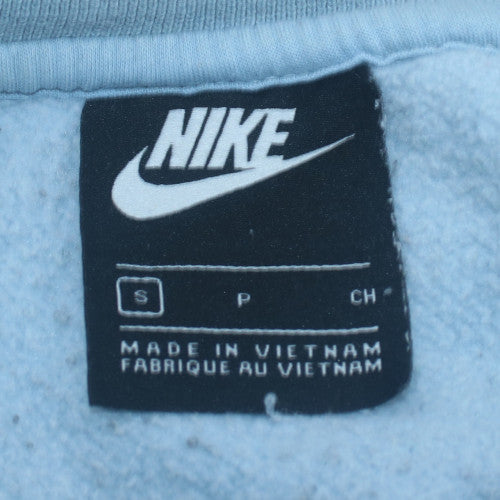 NIKE
S P CH
MADE IN VIETNAM
FABRIQUE AU VIETNAM